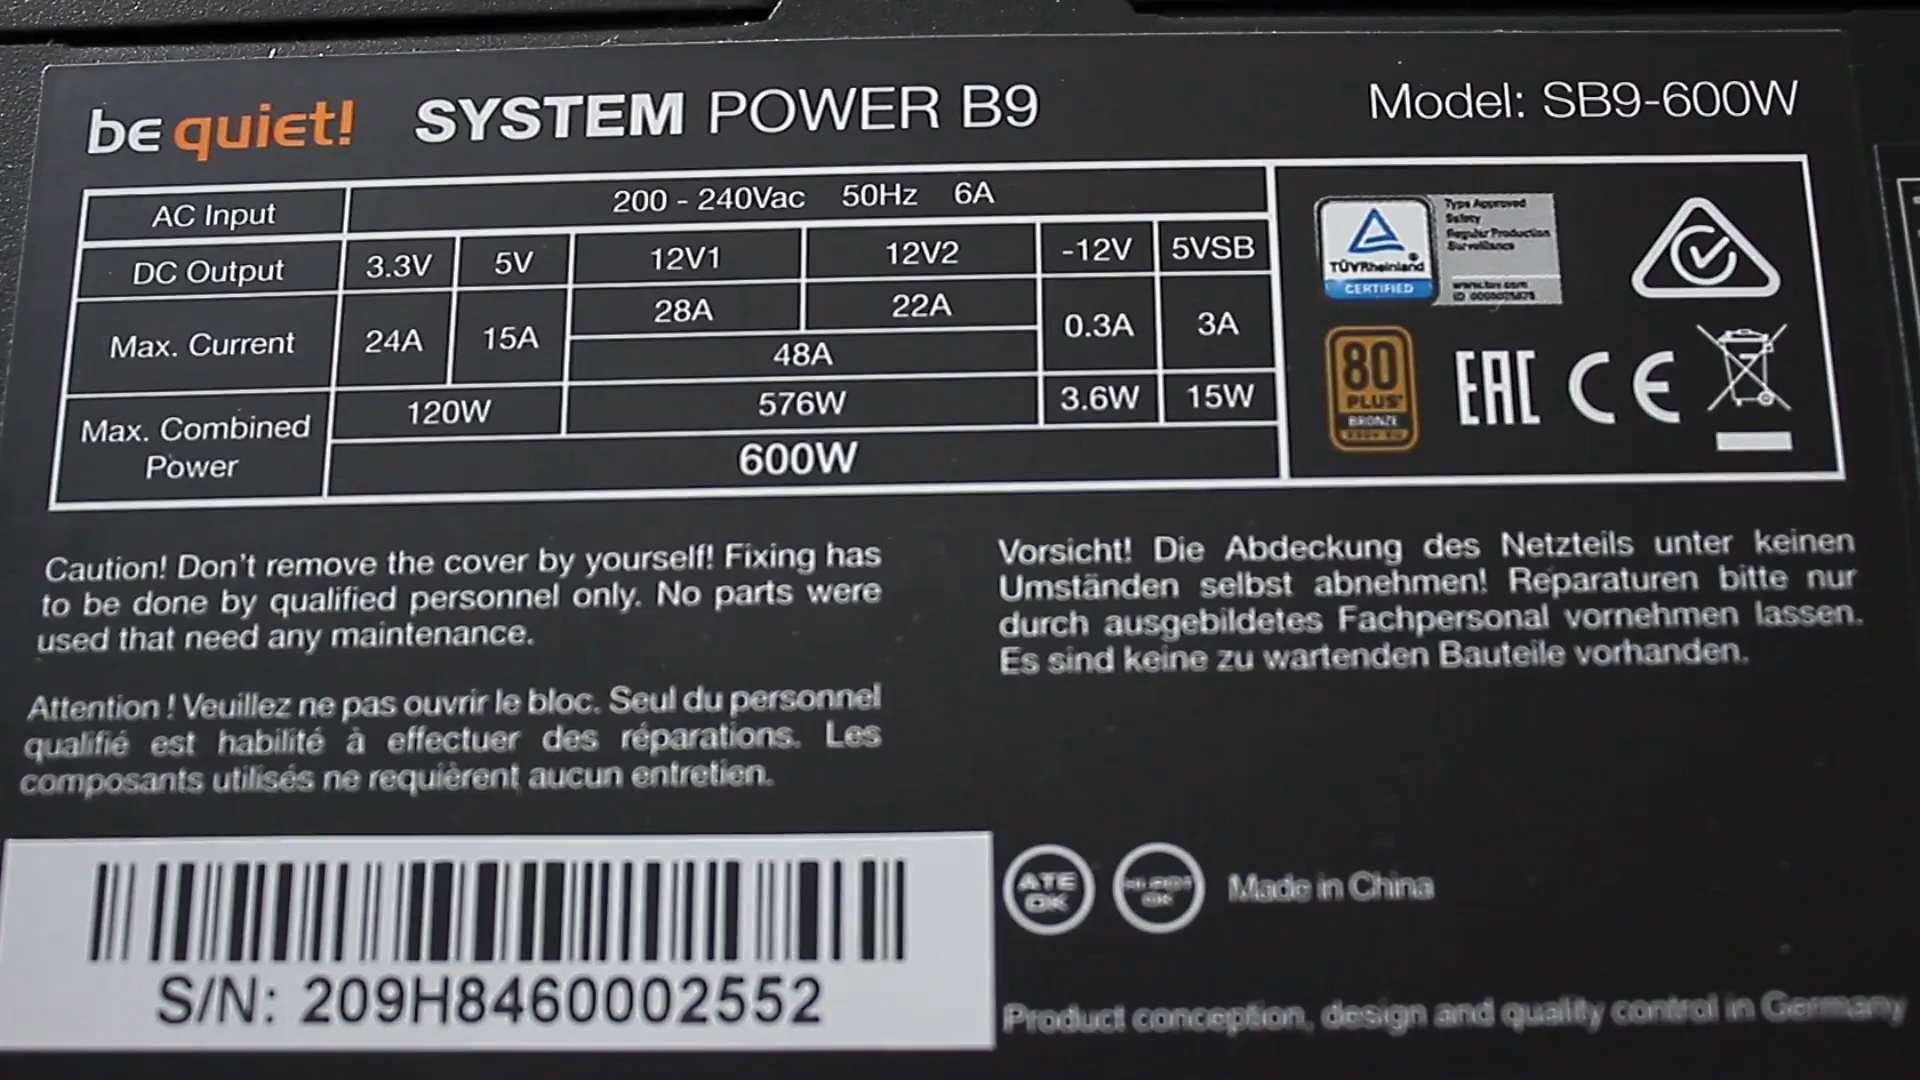 be quiet! SYSTEM POWER B9 Model: SB9-600W
AC Input 200 - 240Vac 50Hz 6A
DC Output 3.3V 5V 12V1 12V2 -12V 5VSB
Max. Current 24A 15A 28A 22A 0.3A 3A
48A
Max. Combined Power 120W 576W 3.6W 15W
600W
Type Approved
Safety
Regular Production
Surveillance
TÜVRheinland®
CERTIFIED
www.tuv.com
80
PLUS
BRONZE
EAC CE
Caution! Don't remove the cover by yourself! Fixing has
to be done by qualified personnel only. No parts were
used that need any maintenance.
Vorsicht! Die Abdeckung des Netzteils unter keinen
Umständen selbst abnehmen! Reparaturen bitte nur
durch ausgebildetes Fachpersonal vornehmen lassen.
Es sind keine zu wartenden Bauteile vorhanden.
Attention ! Veuillez ne pas ouvrir le bloc. Seul du personnel
qualifié est habilité à effectuer des réparations. Les
composants utilisés ne requièrent aucun entretien.
ATE
OK
HI-POT
OK
Made in China
S/N: 209H8460002552
Product conception, design and quality control in Germany